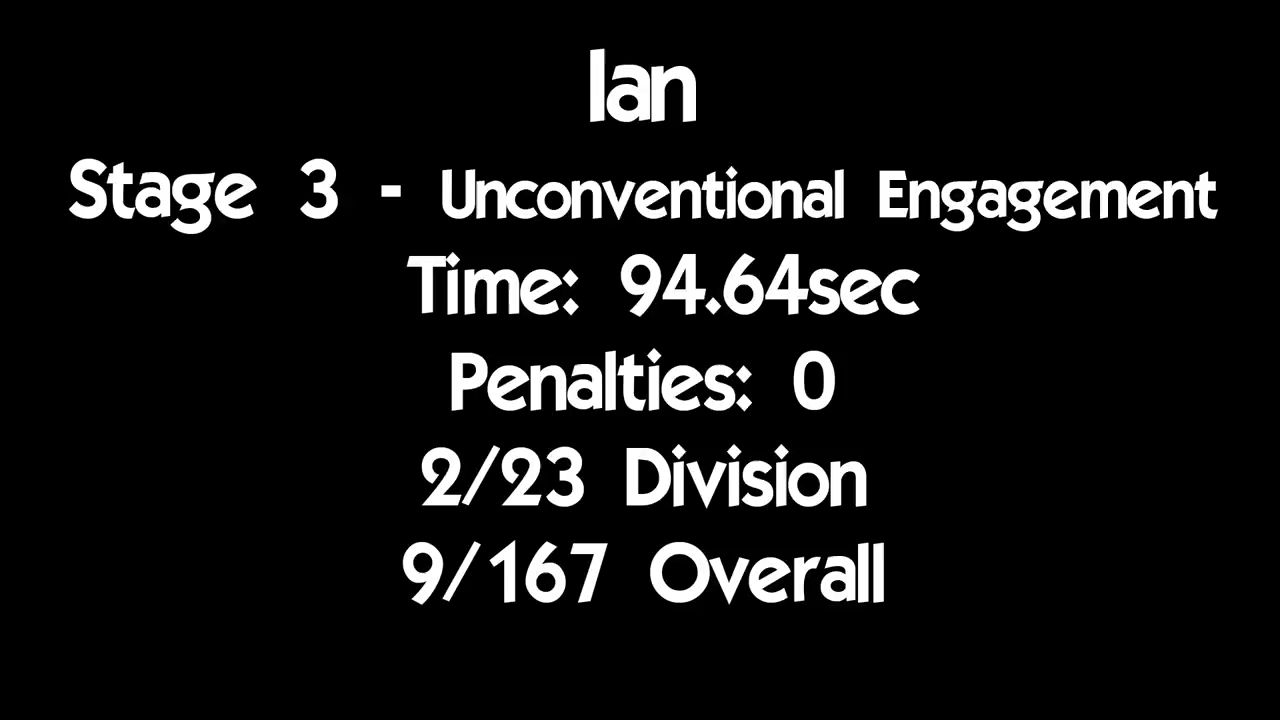 Ian
Stage 3 - Unconventional Engagement
Time: 94.64sec
Penalties: 0
2/23 Division
9/167 Overall